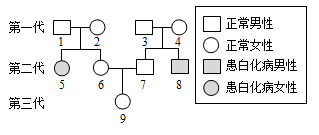 第一代
1 2 3 4
第二代
5 6 7 8
第三代
9
正常男性
正常女性
患白化病男性
患白化病女性